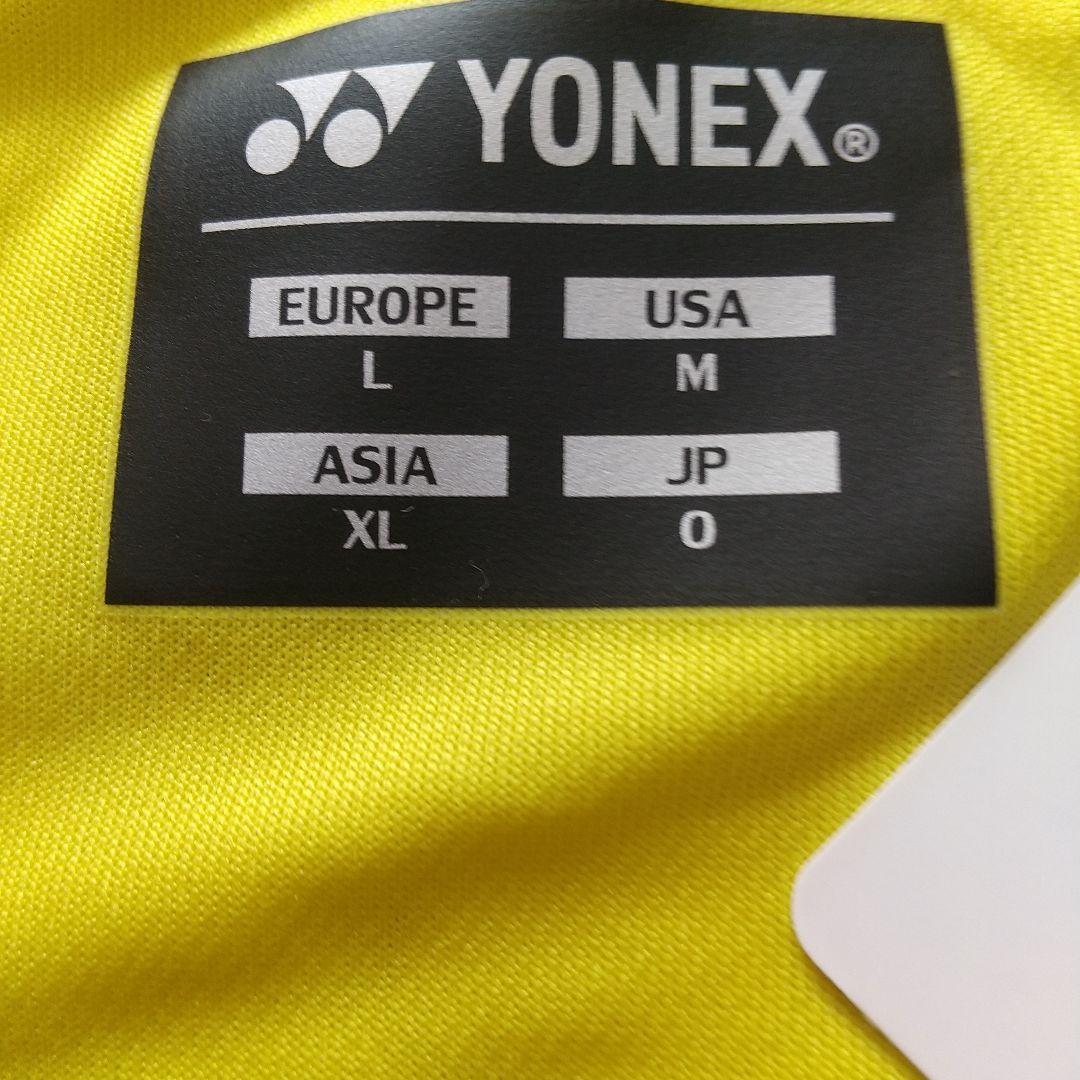 YONEX®
EUROPE USA
L M
ASIA JP
XL O